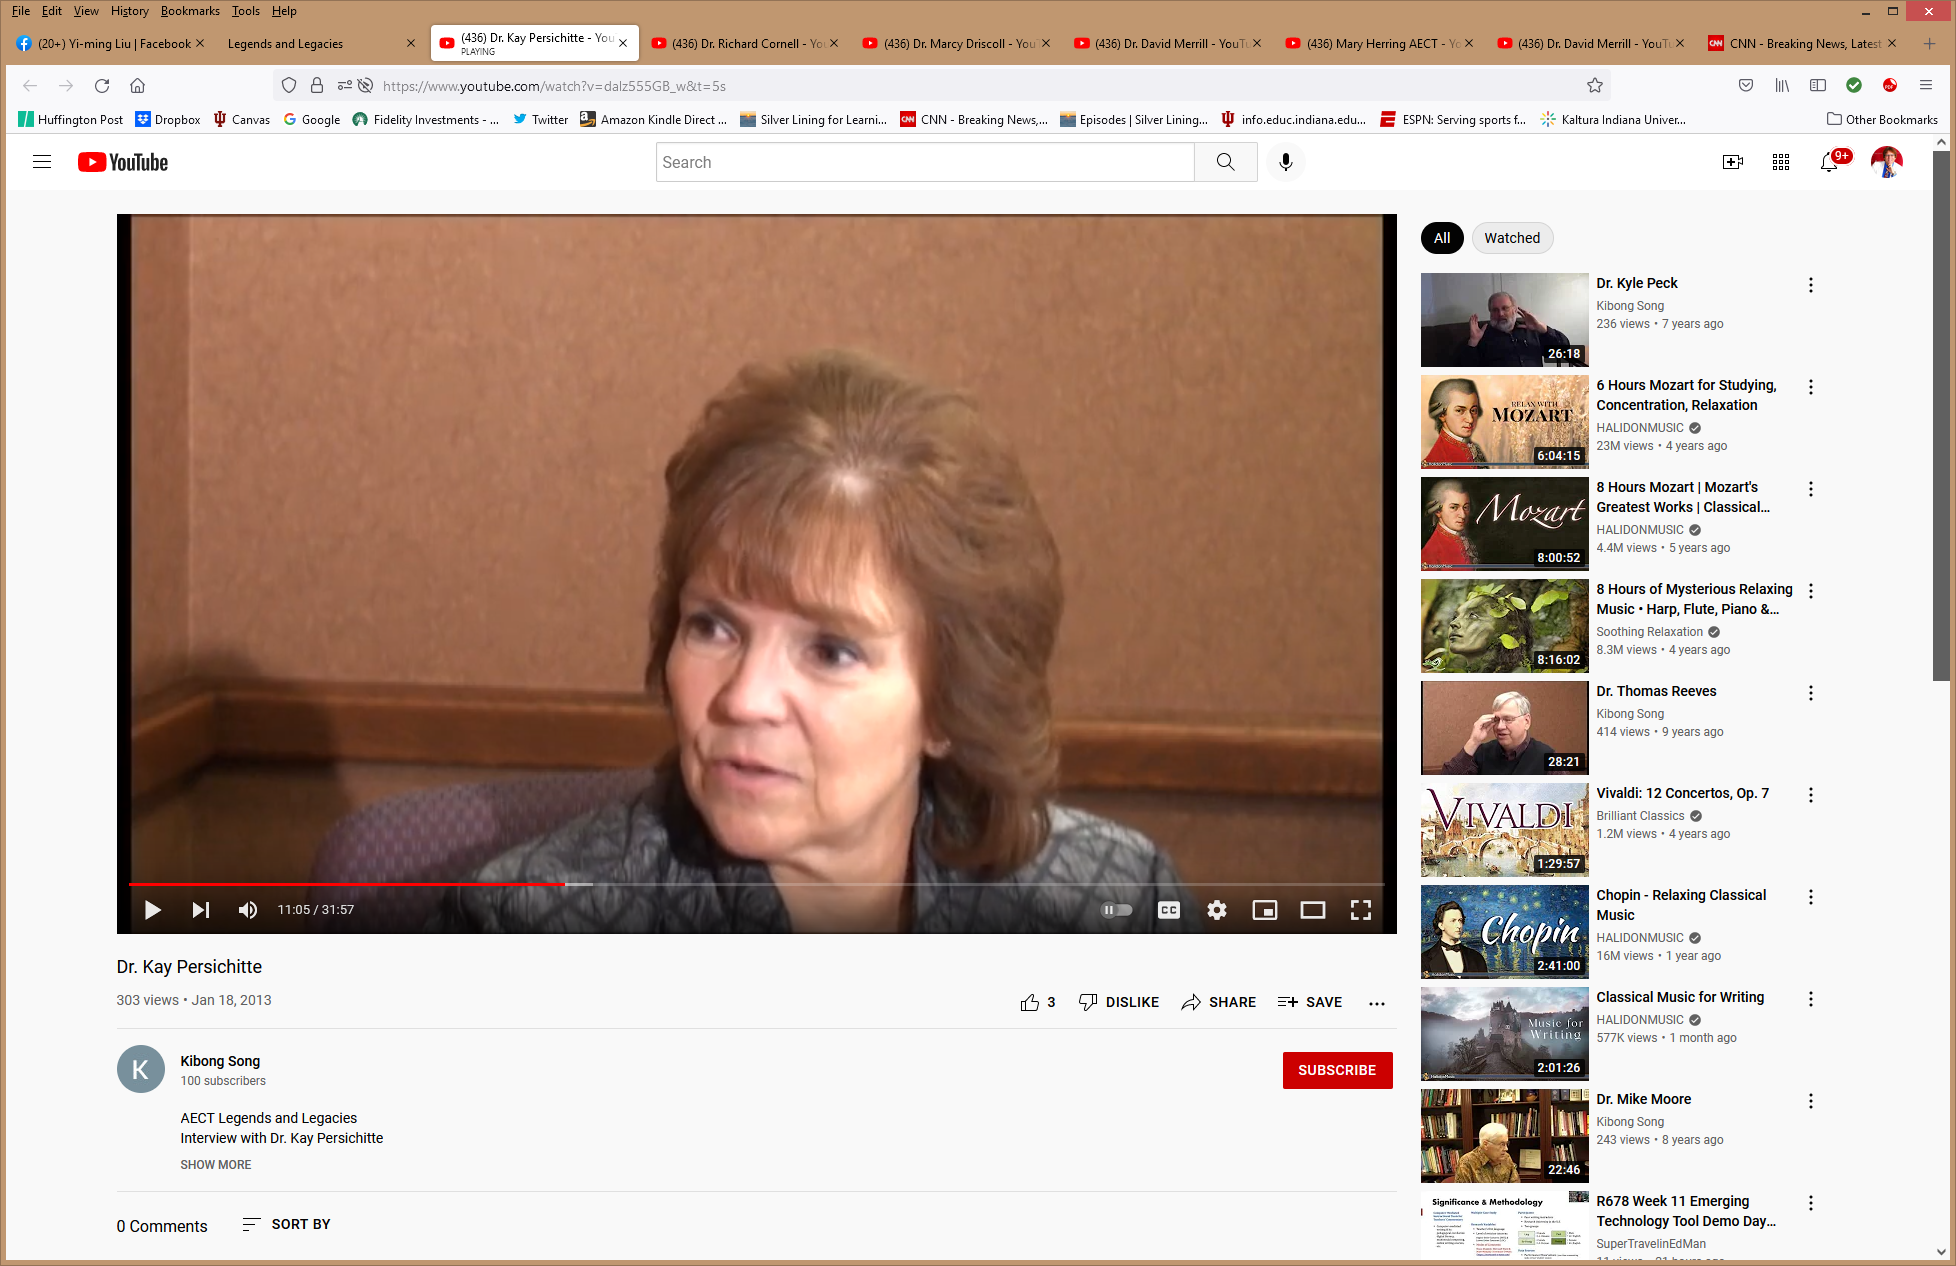 File Edit View History Bookmarks Tools Help
(20+) Yi-ming Liu | Facebook
Legends and Legacies
(436) Dr. Kay Persichitte - You
PLAYING
(436) Dr. Richard Cornell - You
(436) Dr. Marcy Driscoll - YouT
(436) Dr. David Merrill - YouTu
(436) Mary Herring AECT - Yo
(436) Dr. David Merrill - YouTu
CNN - Breaking News, Latest
https://www.youtube.com/watch?v=dalz555GB_w&t=5s
Huffington Post Dropbox Canvas Google Fidelity Investments - ... Twitter Amazon Kindle Direct ... Silver Lining for Learni... CNN - Breaking News,... Episodes | Silver Lining... info.educ.indiana.edu... ESPN: Serving sports f... Kaltura Indiana Univer... Other Bookmarks
YouTube
Search
9+
11:05 / 31:57
CC
Dr. Kay Persichitte
303 views • Jan 18, 2013
3 DISLIKE SHARE SAVE
K
Kibong Song
100 subscribers
SUBSCRIBE
AECT Legends and Legacies
Interview with Dr. Kay Persichitte
SHOW MORE
0 Comments SORT BY
All Watched
26:18
Dr. Kyle Peck
Kibong Song
236 views • 7 years ago
RELAX WITH
MOZART
6:04:15
6 Hours Mozart for Studying,
Concentration, Relaxation
HALIDONMUSIC
23M views • 4 years ago
Mozart
8:00:52
8 Hours Mozart | Mozart's
Greatest Works | Classical...
HALIDONMUSIC
4.4M views • 5 years ago
8:16:02
8 Hours of Mysterious Relaxing
Music • Harp, Flute, Piano &...
Soothing Relaxation
8.3M views • 4 years ago
28:21
Dr. Thomas Reeves
Kibong Song
414 views • 9 years ago
VIVALDI
1:29:57
Vivaldi: 12 Concertos, Op. 7
Brilliant Classics
1.2M views • 4 years ago
Chopin
2:41:00
Chopin - Relaxing Classical
Music
HALIDONMUSIC
16M views • 1 year ago
Music for
Writing
2:01:26
Classical Music for Writing
HALIDONMUSIC
577K views • 1 month ago
22:46
Dr. Mike Moore
Kibong Song
243 views • 8 years ago
Significance & Methodology
R678 Week 11 Emerging
Technology Tool Demo Day...
SuperTravelinEdMan